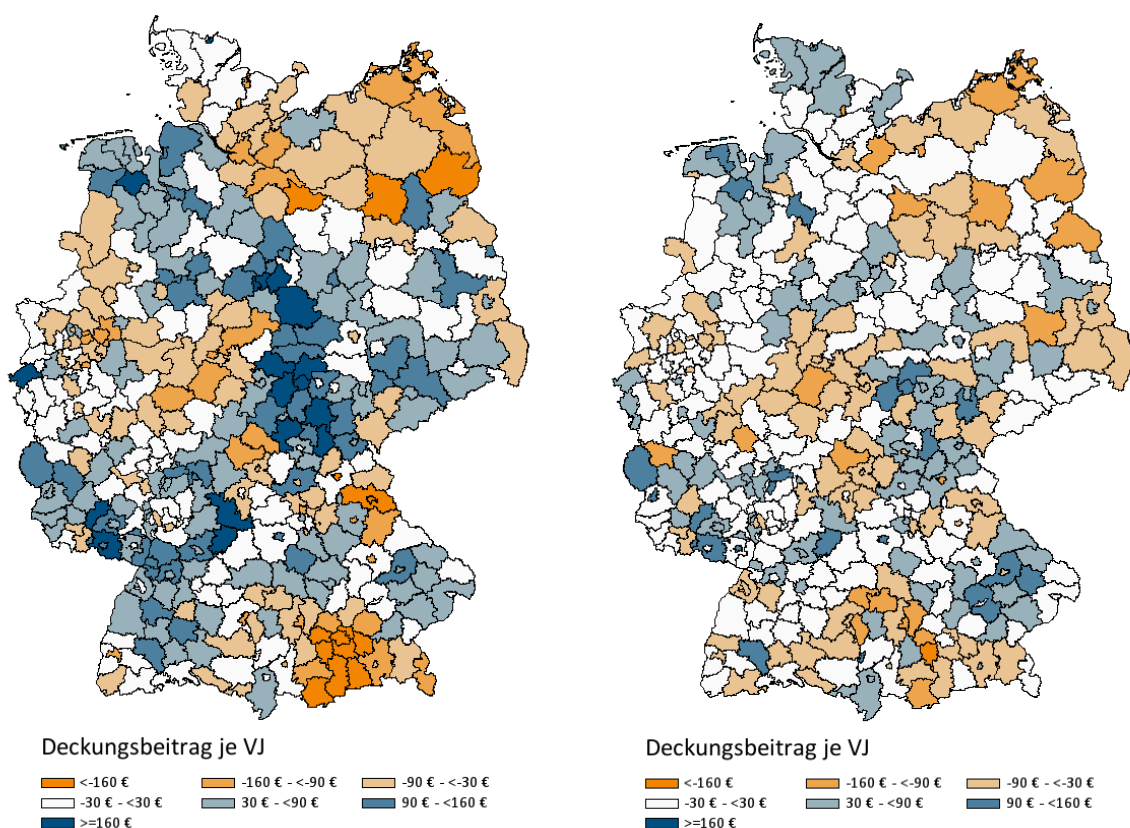 Deckungsbeitrag je VJ
<-160 € -160 € - <-90 € -90 € - <-30 €
-30 € - <30 € 30 € - <90 € 90 € - <160 €
>=160 €
Deckungsbeitrag je VJ
<-160 € -160 € - <-90 € -90 € - <-30 €
-30 € - <30 € 30 € - <90 € 90 € - <160 €
>=160 €